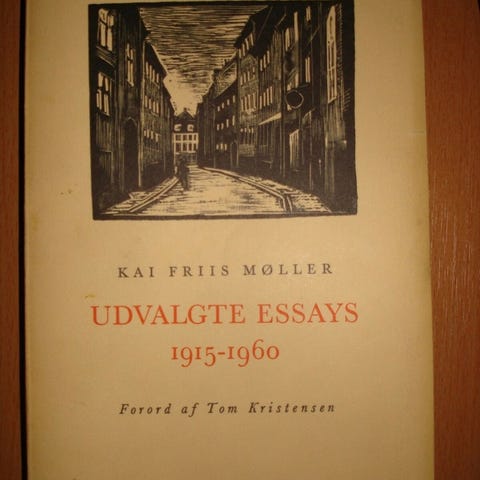 KAI FRIIS MØLLER
UDVALGTE ESSAYS
1915-1960
Forord af Tom Kristensen